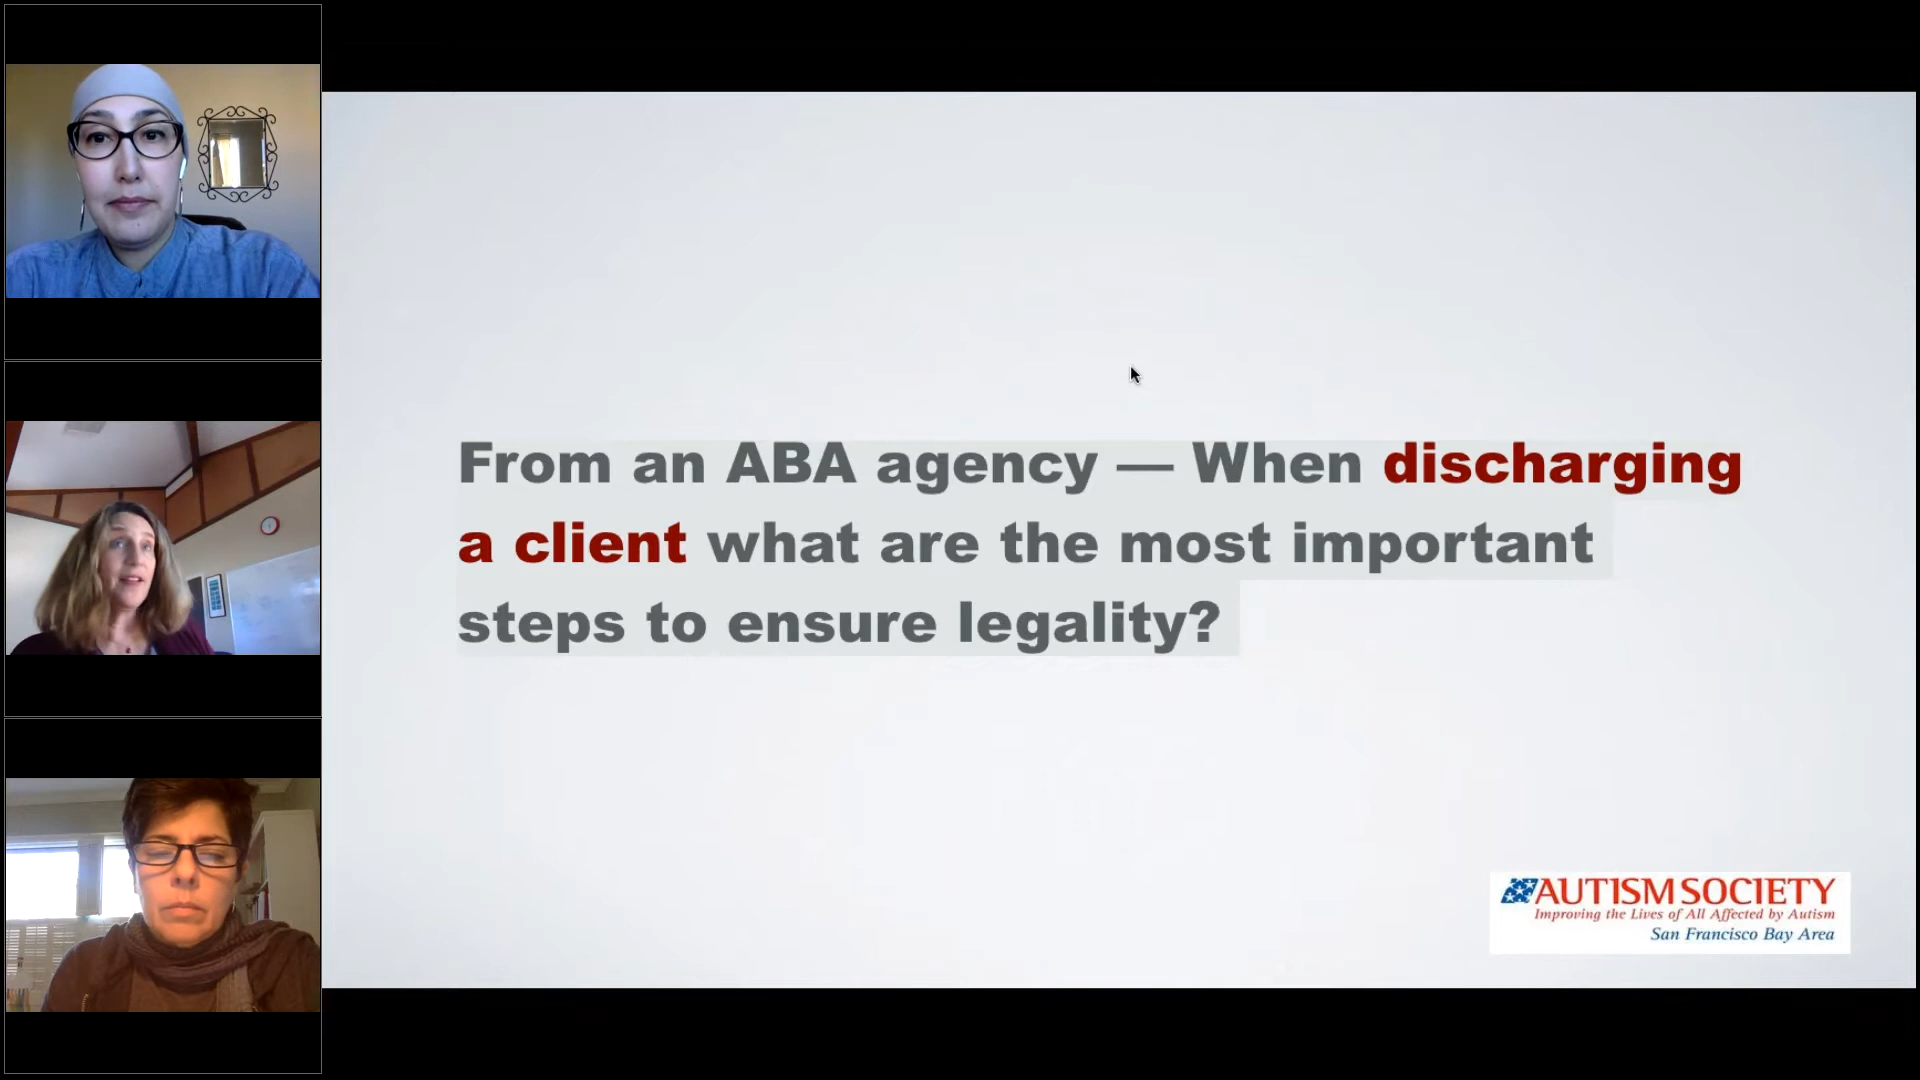 From an ABA agency — When discharging
a client what are the most important
steps to ensure legality?
AUTISM SOCIETY
Improving the Lives of All Affected by Autism
San Francisco Bay Area